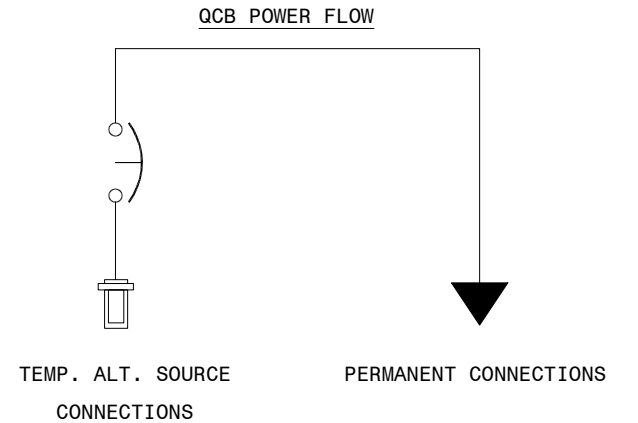 QCB POWER FLOW
TEMP. ALT. SOURCE
CONNECTIONS
PERMANENT CONNECTIONS